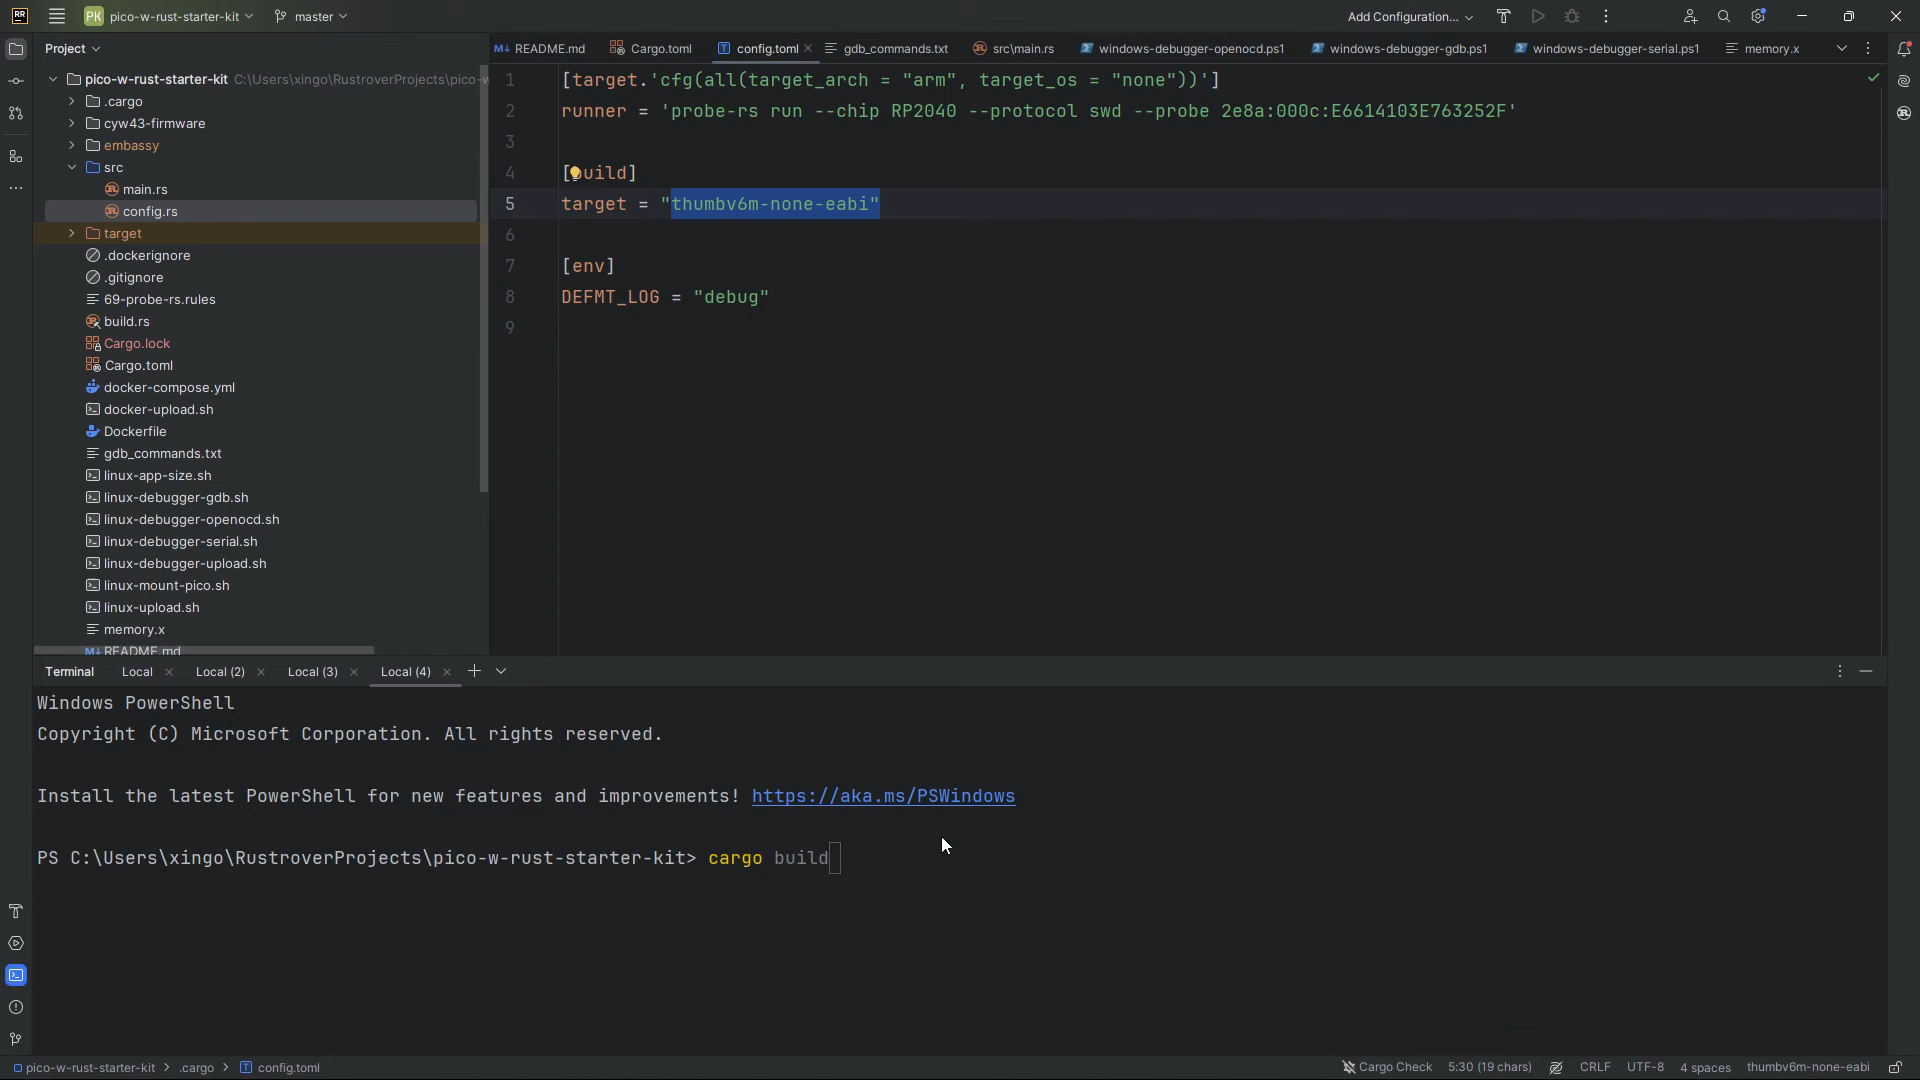 PK pico-w-rust-starter-kit master Add Configuration...
Project
pico-w-rust-starter-kit C:\Users\xingo\RustroverProjects\pico-w
.cargo
cyw43-firmware
embassy
src
main.rs
config.rs
target
.dockerignore
.gitignore
69-probe-rs.rules
build.rs
Cargo.lock
Cargo.toml
docker-compose.yml
docker-upload.sh
Dockerfile
gdb_commands.txt
linux-app-size.sh
linux-debugger-gdb.sh
linux-debugger-openocd.sh
linux-debugger-serial.sh
linux-debugger-upload.sh
linux-mount-pico.sh
linux-upload.sh
memory.x
README.md
README.md Cargo.toml config.toml gdb_commands.txt src\main.rs windows-debugger-openocd.ps1 windows-debugger-gdb.ps1 windows-debugger-serial.ps1 memory.x
1 [target.'cfg(all(target_arch = "arm", target_os = "none"))']
2 runner = 'probe-rs run --chip RP2040 --protocol swd --probe 2e8a:000c:E6614103E763252F'
3
4 [build]
5 target = "thumbv6m-none-eabi"
6
7 [env]
8 DEFMT_LOG = "debug"
9
Terminal Local Local (2) Local (3) Local (4)
Windows PowerShell
Copyright (C) Microsoft Corporation. All rights reserved.
Install the latest PowerShell for new features and improvements! https://aka.ms/PSWindows
PS C:\Users\xingo\RustroverProjects\pico-w-rust-starter-kit> cargo build
pico-w-rust-starter-kit .cargo config.toml Cargo Check 5:30 (19 chars) CRLF UTF-8 4 spaces thumbv6m-none-eabi